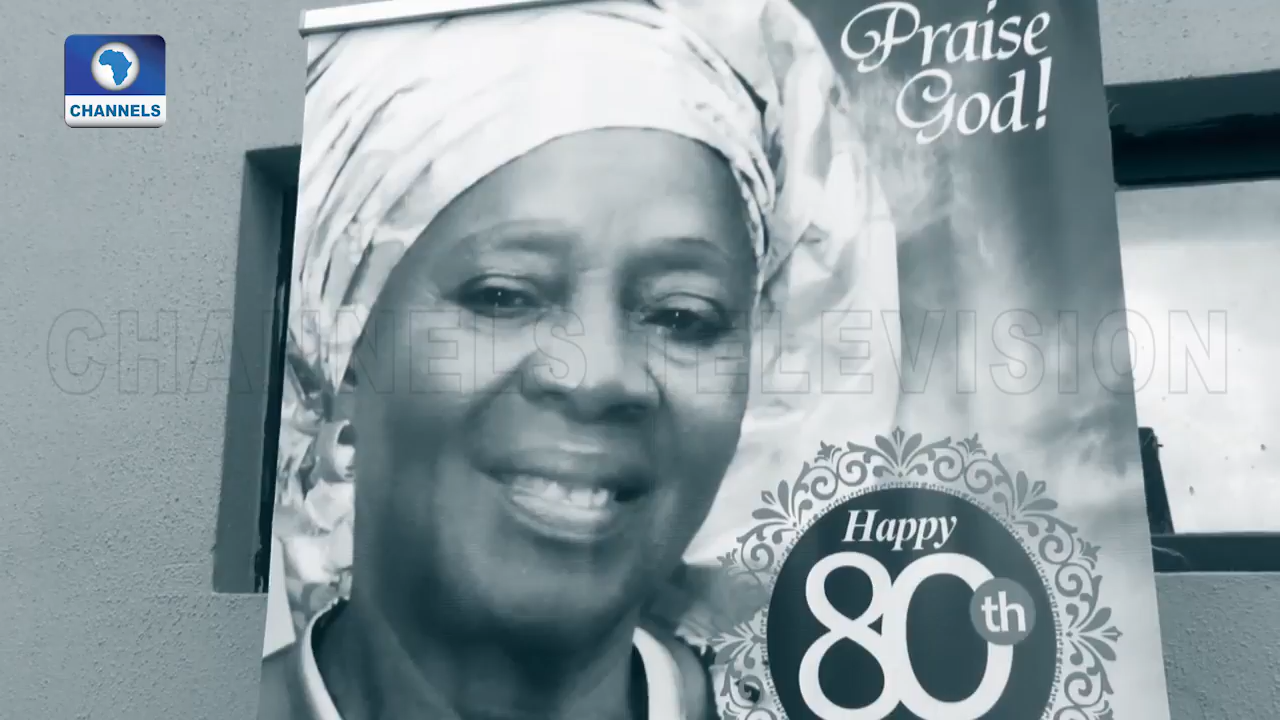 CHANNELS
Praise
God!
CHANNELS TELEVISION
Happy
80th